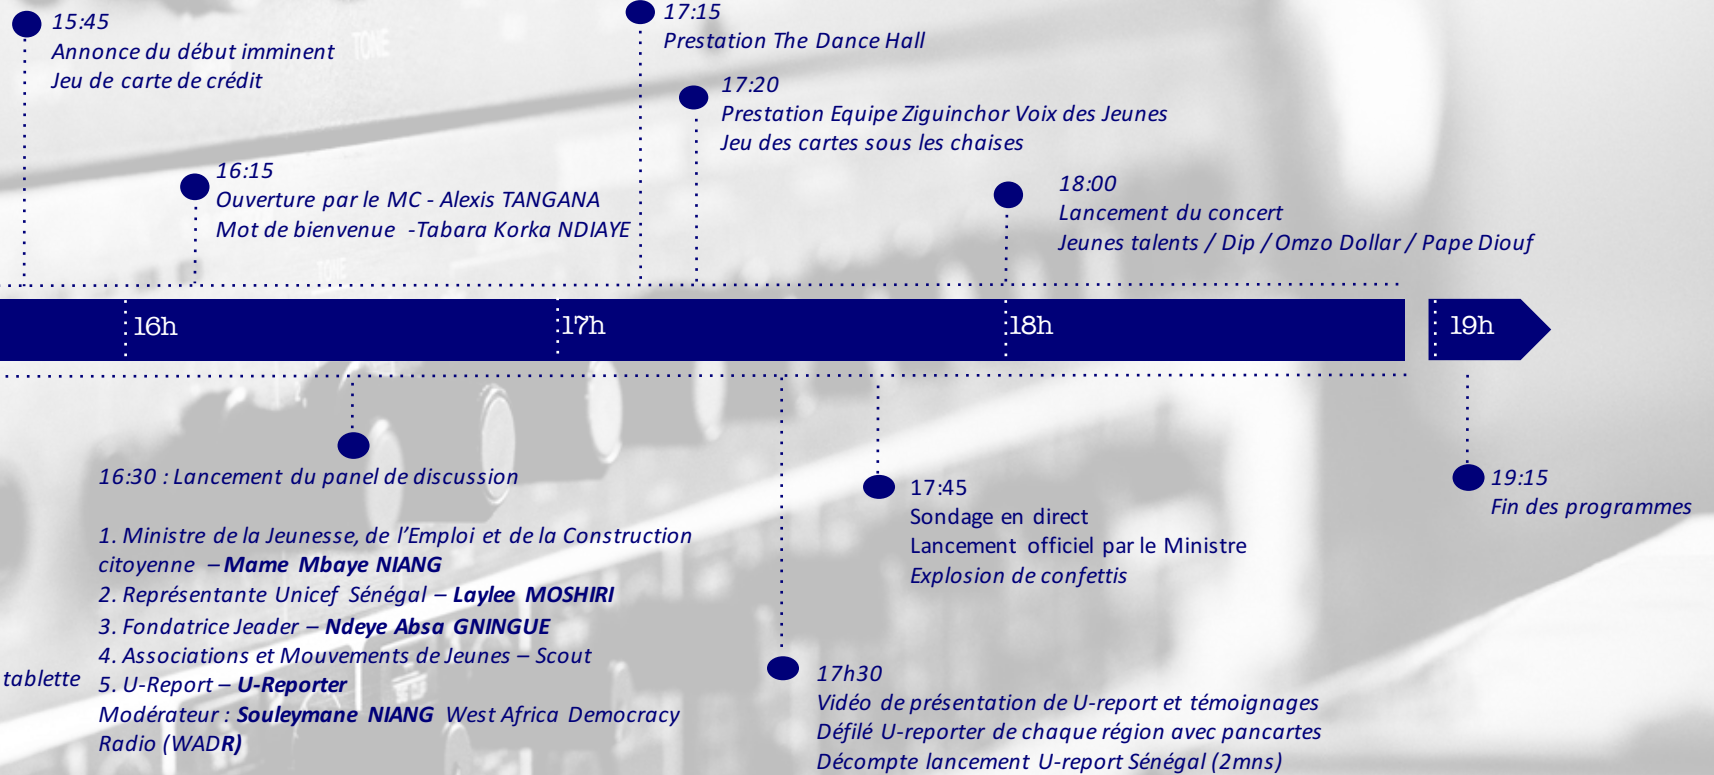 15:45
Annonce du début imminent
Jeu de carte de crédit
16:15
Ouverture par le MC - Alexis TANGANA
Mot de bienvenue -Tabara Korka NDIAYE
17:15
Prestation The Dance Hall
17:20
Prestation Equipe Ziguinchor Voix des Jeunes
Jeu des cartes sous les chaises
18:00
Lancement du concert
Jeunes talents / Dip / Omzo Dollar / Pape Diouf
TONE
TONE
16h
17h
18h
19h
16:30 : Lancement du panel de discussion
1. Ministre de la Jeunesse, de l’Emploi et de la Construction
citoyenne – Mame Mbaye NIANG
2. Représentante Unicef Sénégal – Laylee MOSHIRI
3. Fondatrice Jeader – Ndeye Absa GNINGUE
4. Associations et Mouvements de Jeunes – Scout
tablette
5. U-Report – U-Reporter
Modérateur : Souleymane NIANG West Africa Democracy
Radio (WADR)
17h30
Vidéo de présentation de U-report et témoignages
Défilé U-reporter de chaque région avec pancartes
Décompte lancement U-report Sénégal (2mns)
17:45
Sondage en direct
Lancement officiel par le Ministre
Explosion de confettis
19:15
Fin des programmes